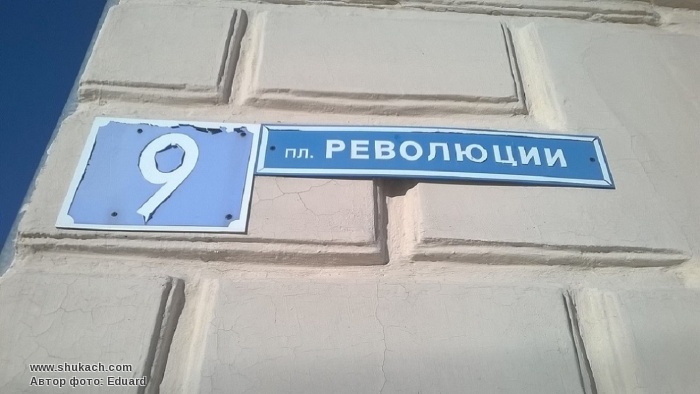 9
пл. РЕВОЛЮЦИИ
www.shukach.com
Автор фото: Eduard